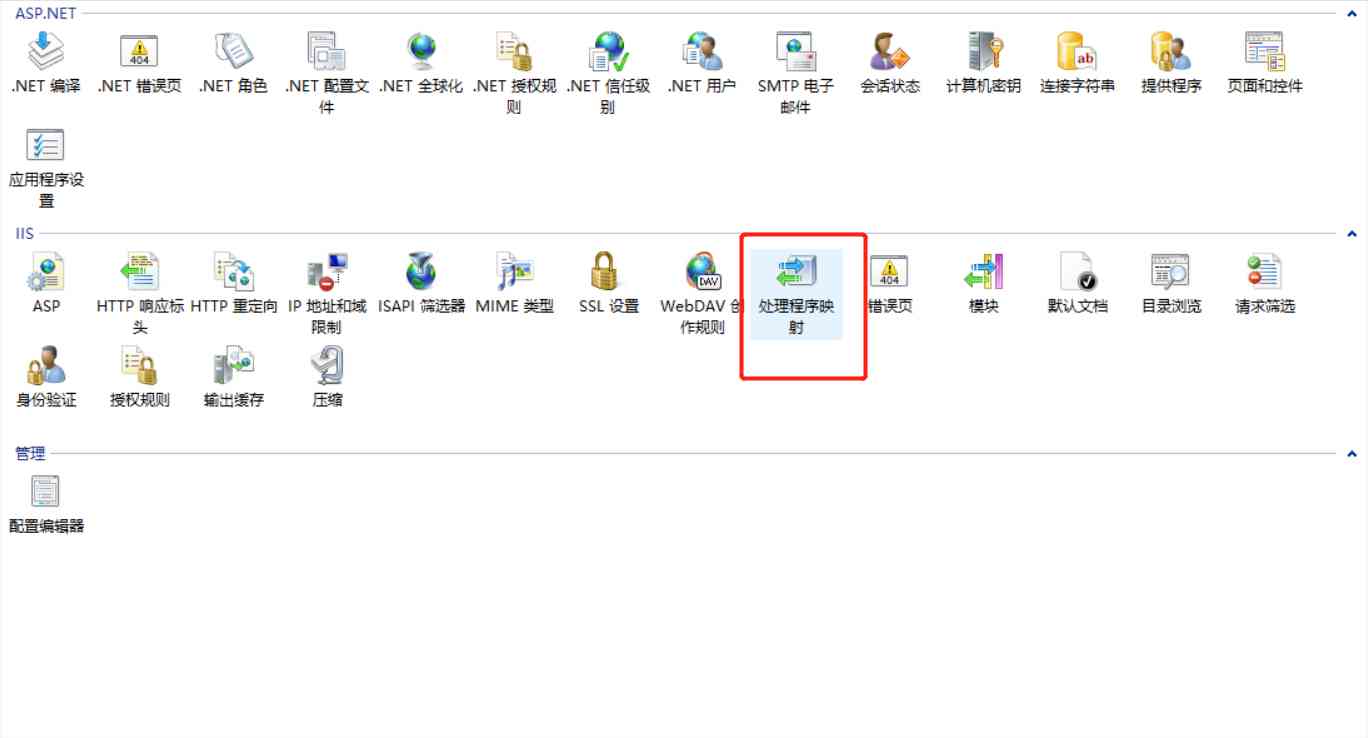 ASP.NET
404
.NET 编译 .NET 错误页 .NET 角色 .NET 配置文 .NET 全球化 .NET 授权规 .NET 信任级 .NET 用户 SMTP 电子 会话状态 计算机密钥 连接字符串 提供程序 页面和控件
件 则 别 邮件
ab
应用程序设
置
IIS
DAV 404
ASP HTTP 响应标 HTTP 重定向 IP 地址和域 ISAPI 筛选器 MIME 类型 SSL 设置 WebDAV 创 处理程序映 错误页 模块 默认文档 目录浏览 请求筛选
头 限制 作规则 射
身份验证 授权规则 输出缓存 压缩
管理
配置编辑器